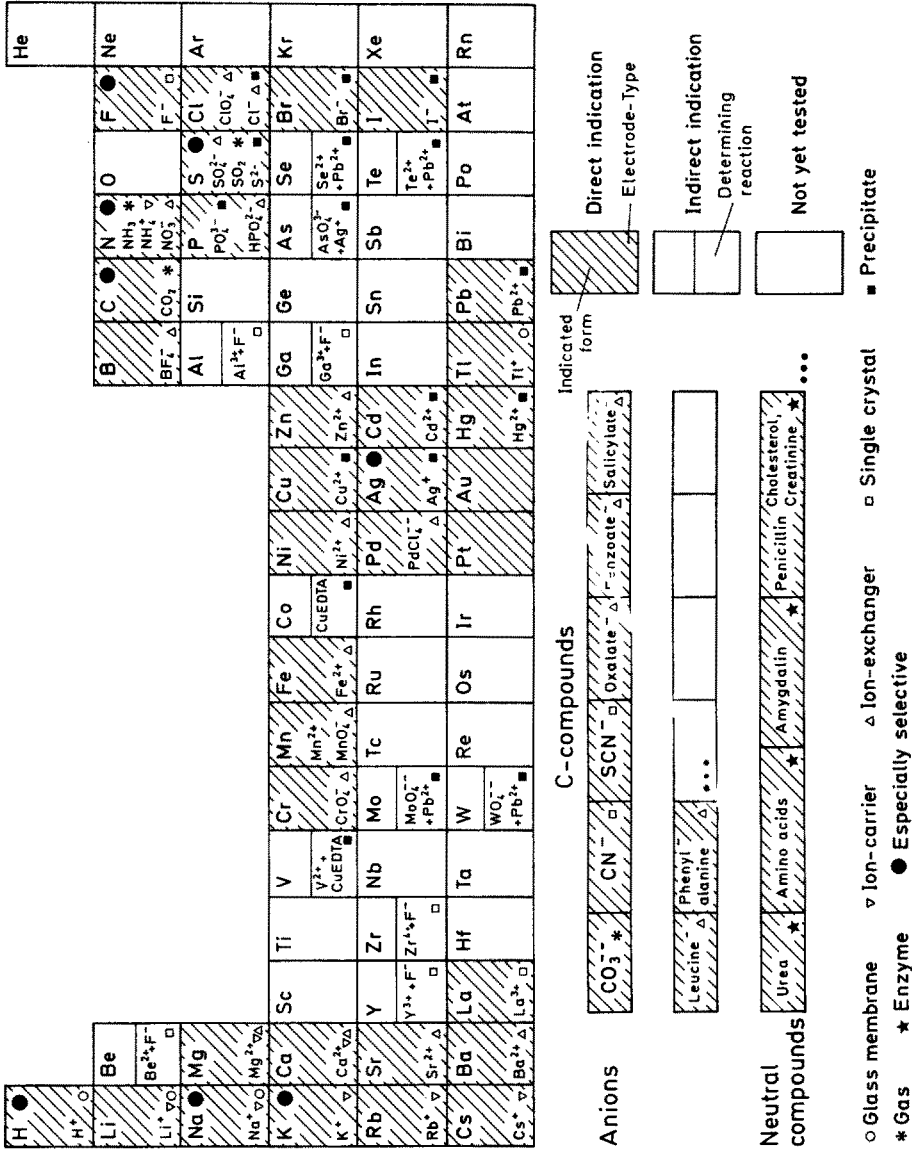 H He
H⁺
Li Be B C N O F Ne
Li⁺ Be²⁺+F⁻ BF₄⁻ CO₂ NH₃ NH₄⁺ NO₃⁻ F⁻
Na Mg Al Si P S Cl Ar
Na⁺ Mg²⁺ Al³⁺+F⁻ PO₄³⁻ HPO₄²⁻ SO₄²⁻ SO₂ S²⁻ ClO₄⁻ Cl⁻
K Ca Sc Ti V Cr Mn Fe Co Ni Cu Zn Ga Ge As Se Br Kr
K⁺ Ca²⁺ V²⁺+ CuEDTA CrO₄⁻ Mn²⁺ MnO₄⁻ Fe²⁺ CuEDTA Ni²⁺ Cu²⁺ Zn²⁺ Ga³⁺+F⁻ AsO₄³⁻ +Ag⁺ Se²⁺ +Pb²⁺ Br⁻
Rb Sr Y Zr Nb Mo Tc Ru Rh Pd Ag Cd In Sn Sb Te I Xe
Rb⁺ Sr²⁺ Y³⁺+F⁻ MoO₄⁻⁻ +Pb²⁺ PdCl₄⁻⁻ Ag⁺ Cd²⁺ Te²⁺ +Pb²⁺ I⁻
Cs Ba La Hf Ta W Re Os Ir Pt Au Hg Tl Pb Bi Po At Rn
Cs⁺ Ba²⁺ La³⁺ WO₄⁻⁻ +Pb²⁺ Hg²⁺ Tl⁺ Pb²⁺
C-compounds
Anions
CO₃⁻⁻ CN⁻ SCN⁻ Oxalate⁻ Salicylate
Leucine⁻ Phenyl⁻ alanine ...
Neutral compounds
Urea Amino acids Amygdalin Penicillin Cholesterol, Creatinine ...
Indicated form
Direct indication
Electrode-Type
Indirect indication
Determining reaction
Not yet tested
○ Glass membrane ▽ Ion-carrier △ Ion-exchanger □ Single crystal ■ Precipitate
* Gas ★ Enzyme ● Especially selective